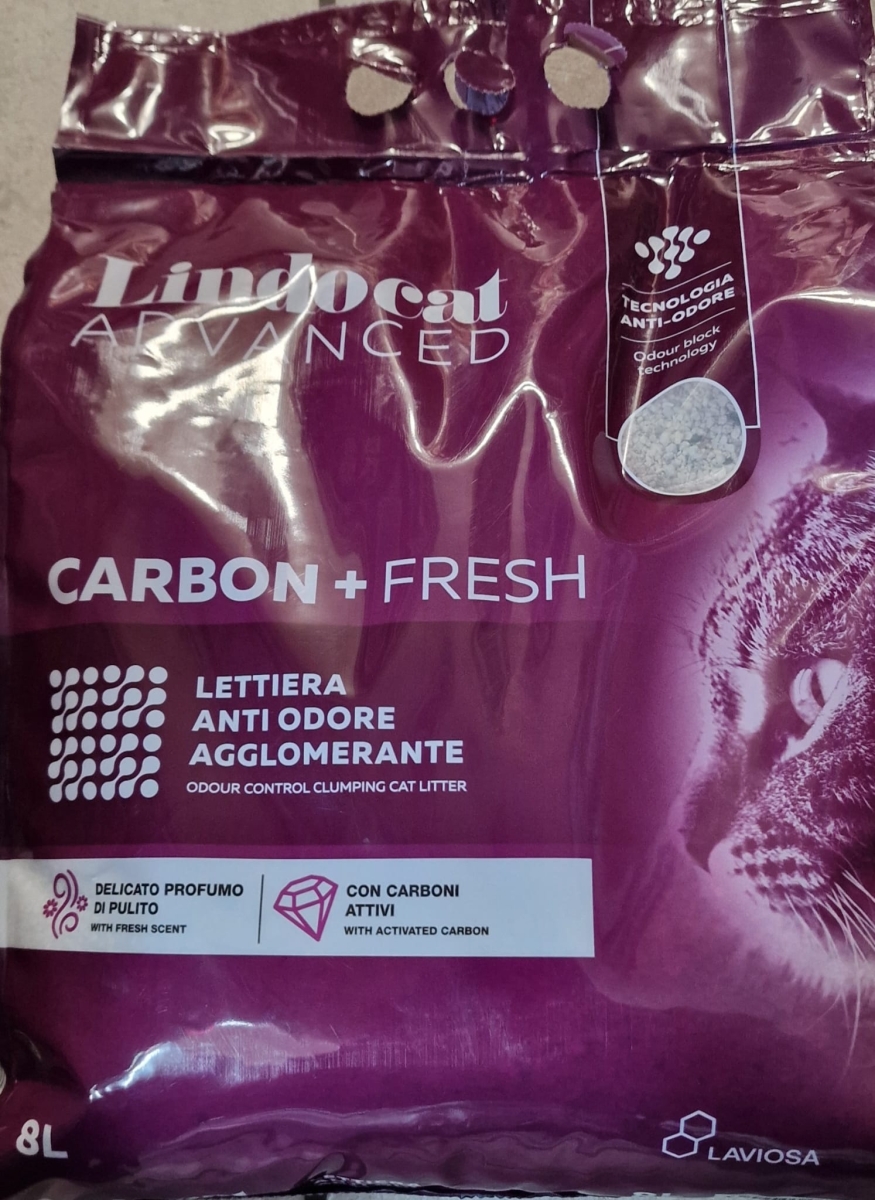 Lindocat
ADVANCED
TECNOLOGIA
ANTI-ODORE
Odour block
technology
CARBON + FRESH
LETTIERA
ANTI ODORE
AGGLOMERANTE
ODOUR CONTROL CLUMPING CAT LITTER
DELICATO PROFUMO
DI PULITO
WITH FRESH SCENT
CON CARBONI
ATTIVI
WITH ACTIVATED CARBON
8L
LAVIOSA